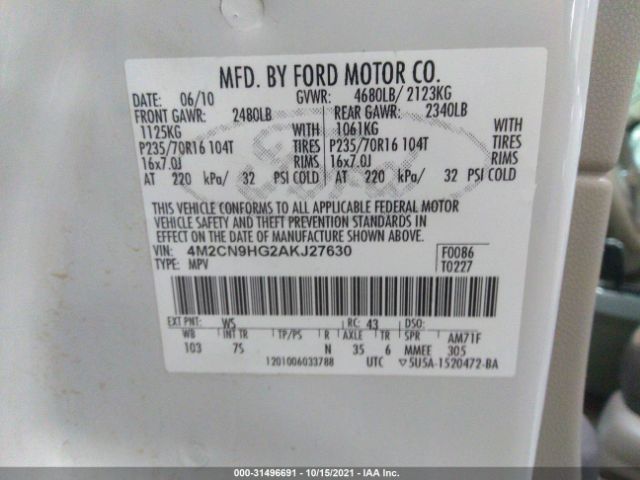 MFD. BY FORD MOTOR CO.
DATE: 06/10 GVWR: 4680LB/ 2123KG
FRONT GAWR: 2480LB REAR GAWR: 2340LB
1125KG WITH 1061KG WITH
P235/70R16 104T TIRES P235/70R16 104T TIRES
16x7.0J RIMS 16x7.0J RIMS
AT 220 kPa/ 32 PSI COLD AT 220 kPa/ 32 PSI COLD
THIS VEHICLE CONFORMS TO ALL APPLICABLE FEDERAL MOTOR
VEHICLE SAFETY AND THEFT PREVENTION STANDARDS IN
EFFECT ON THE DATE OF MANUFACTURE SHOWN ABOVE.
VIN: 4M2CN9HG2AKJ27630 F0086
TYPE: MPV T0227
EXT PNT: WS RC: 43 DSO:
WB INT TR TP/PS R AXLE TR SPR AM71F
103 7S N 35 6 MMEE 305
1201006033788 UTC ▽5U5A-1520472-BA
000-31496691 - 10/15/2021 - IAA Inc.